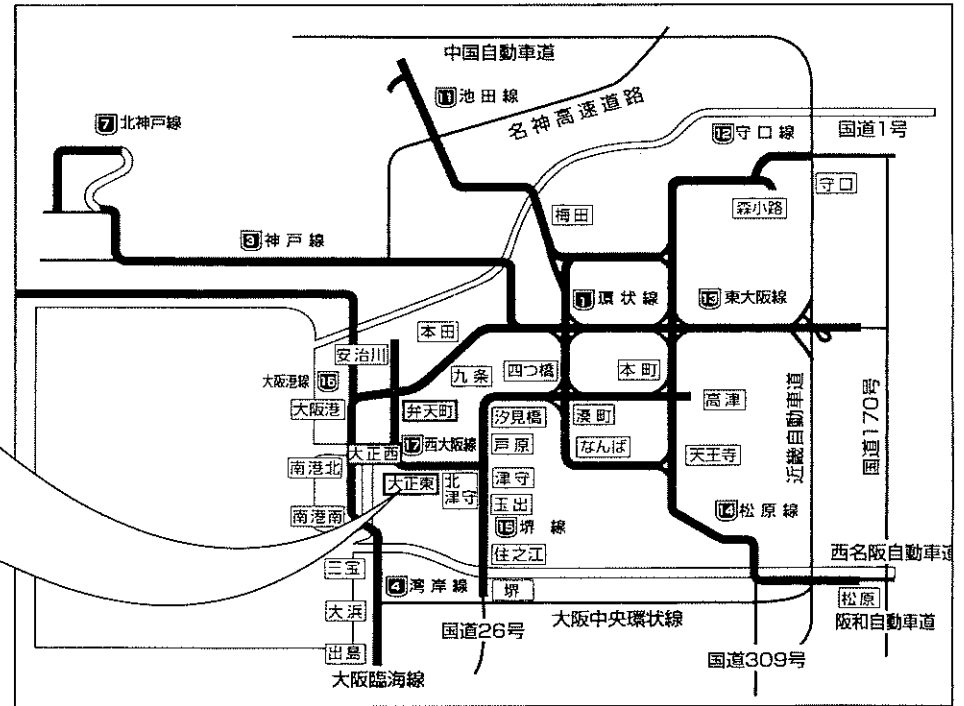 中国自動車道
11 池田線
名神高速道路
7 北神戸線
12 守口線
国道1号
守口
森小路
梅田
3 神戸線
1 環状線
13 東大阪線
本田
安治川
九条
四つ橋
本町
大阪港線 16
大阪港
弁天町
汐見橋
湊町
高津
近畿自動車道
国道170号
17 西大阪線
戸原
なんば
大正西
天王寺
南港北
大正東
北津守
津守
玉出
南港南
15 堺線
14 松原線
住之江
西名阪自動車道
三宝
4 湾岸線
堺
松原
大浜
大阪中央環状線
阪和自動車道
国道26号
出島
国道309号
大阪臨海線